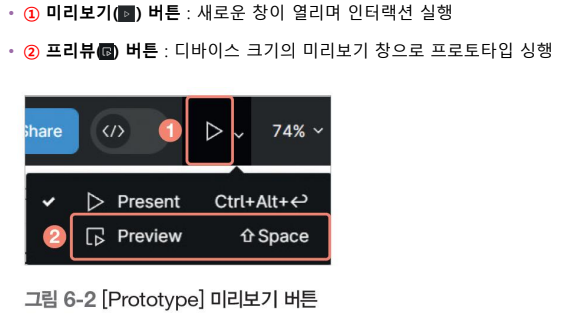 • ① 미리보기(▷) 버튼 : 새로운 창이 열리며 인터랙션 실행
• ② 프리뷰() 버튼 : 디바이스 크기의 미리보기 창으로 프로토타입 싱행
Share </> 1 ▷ 74%
✓ ▷ Present Ctrl+Alt+↵
2 Preview ⇧Space
그림 6-2 [Prototype] 미리보기 버튼